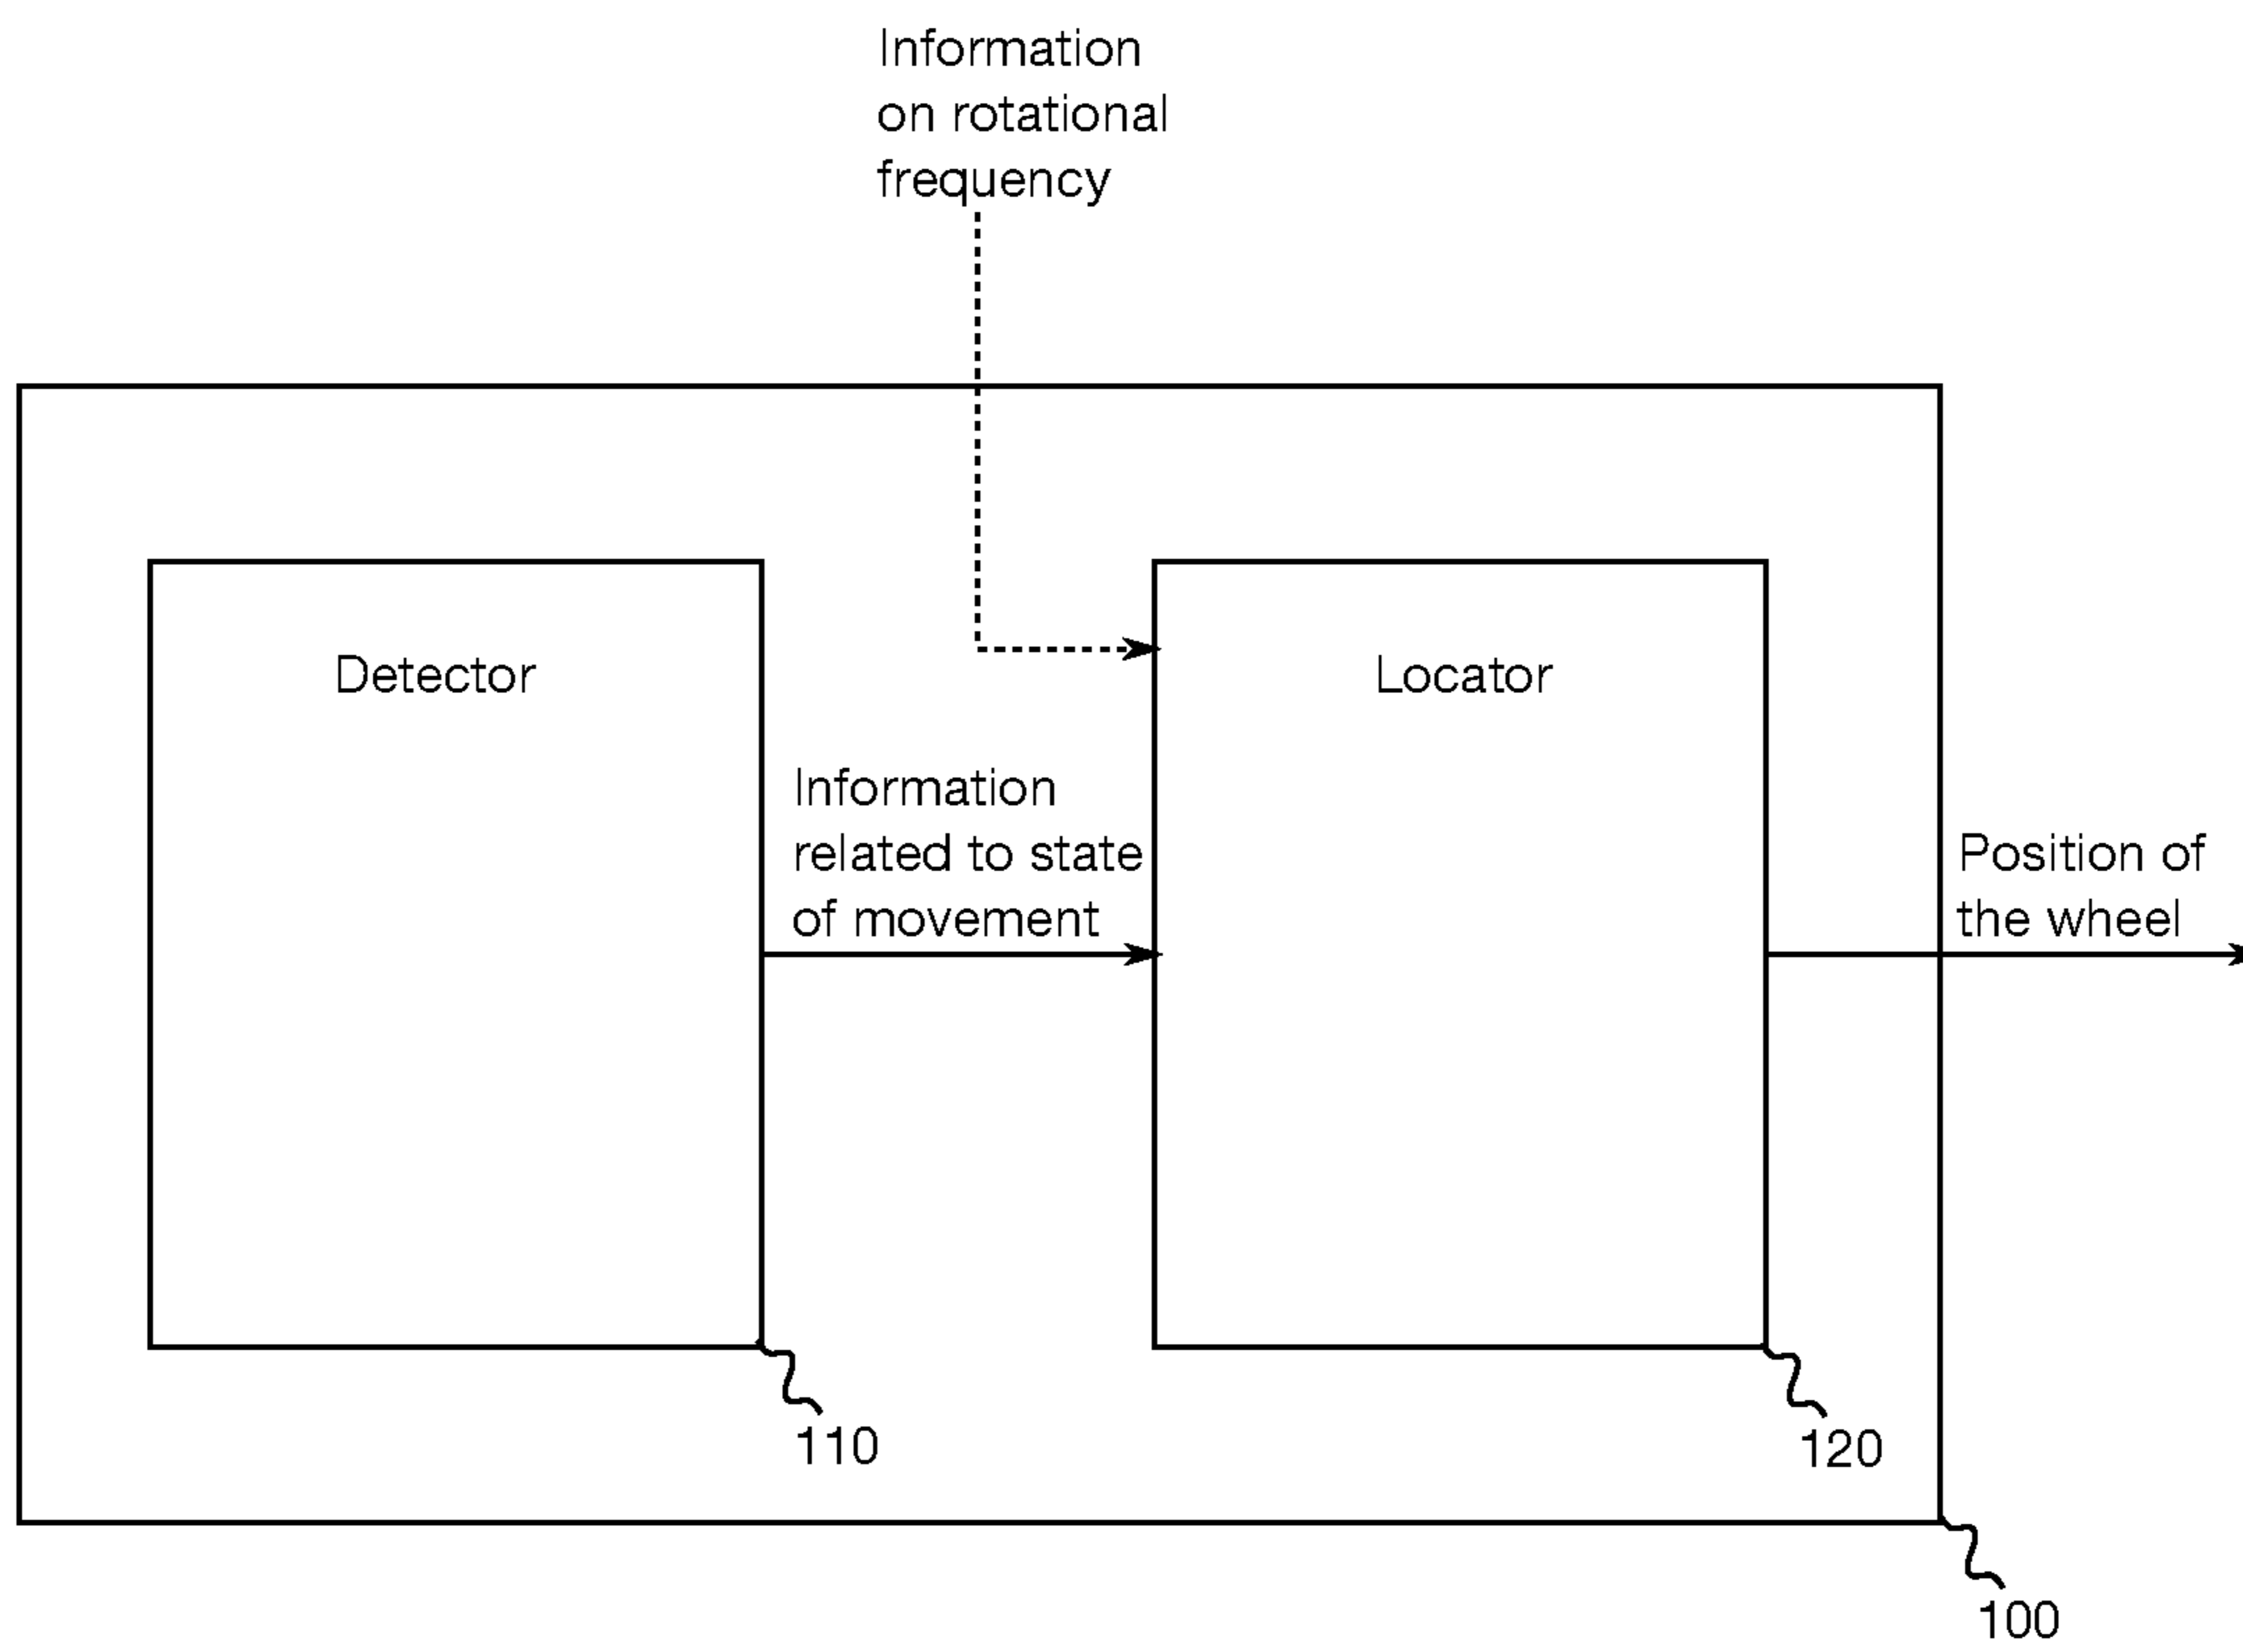 Information
on rotational
frequency
Detector
Locator
Information
related to state
of movement
Position of
the wheel
110
120
100